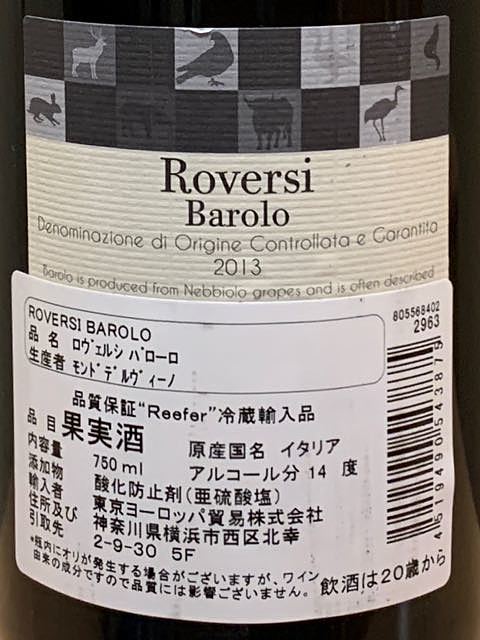 Roversi
Barolo
Denominazione di Origine Controllata e Garantita
2013
Barolo is produced from Nebbiolo grapes and is often described
805568402
2963
ROVERSI BAROLO
品 名 ロヴェルシ バローロ
生産者 モンドデルヴィーノ
品質保証“Reefer”冷蔵輸入品
品目 果実酒 原産国名 イタリア
内容量 750ml アルコール分 14 度
添加物 酸化防止剤(亜硫酸塩)
輸入者 東京ヨーロッパ貿易株式会社
住所及び 神奈川県横浜市西区北幸
引取先 2-9-30 5F
*瓶内にオリが発生する場合がございますが、ワイン
由来の成分ですので品質には影響ございません。
飲酒は20歳から
4519490543879